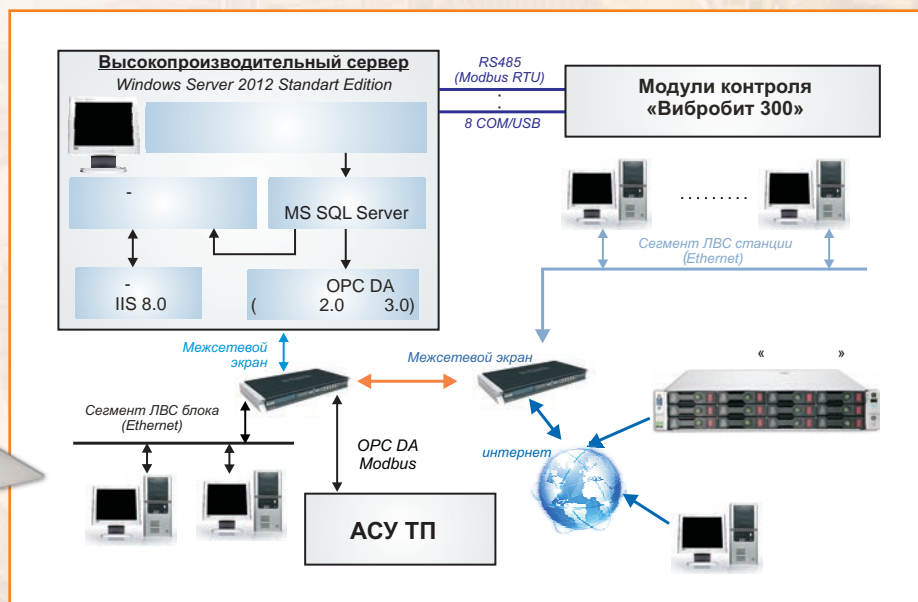 Высокопроизводительный сервер
Windows Server 2012 Standart Edition
RS485
(Modbus RTU)
:
8 COM/USB
Модули контроля
«Вибробит 300»
-
MS SQL Server
-
IIS 8.0
OPC DA
( 2.0 3.0)
.........
Сегмент ЛВС станции
(Ethernet)
Межсетевой
экран
Межсетевой экран
« »
Сегмент ЛВС блока
(Ethernet)
OPC DA
Modbus
интернет
АСУ ТП